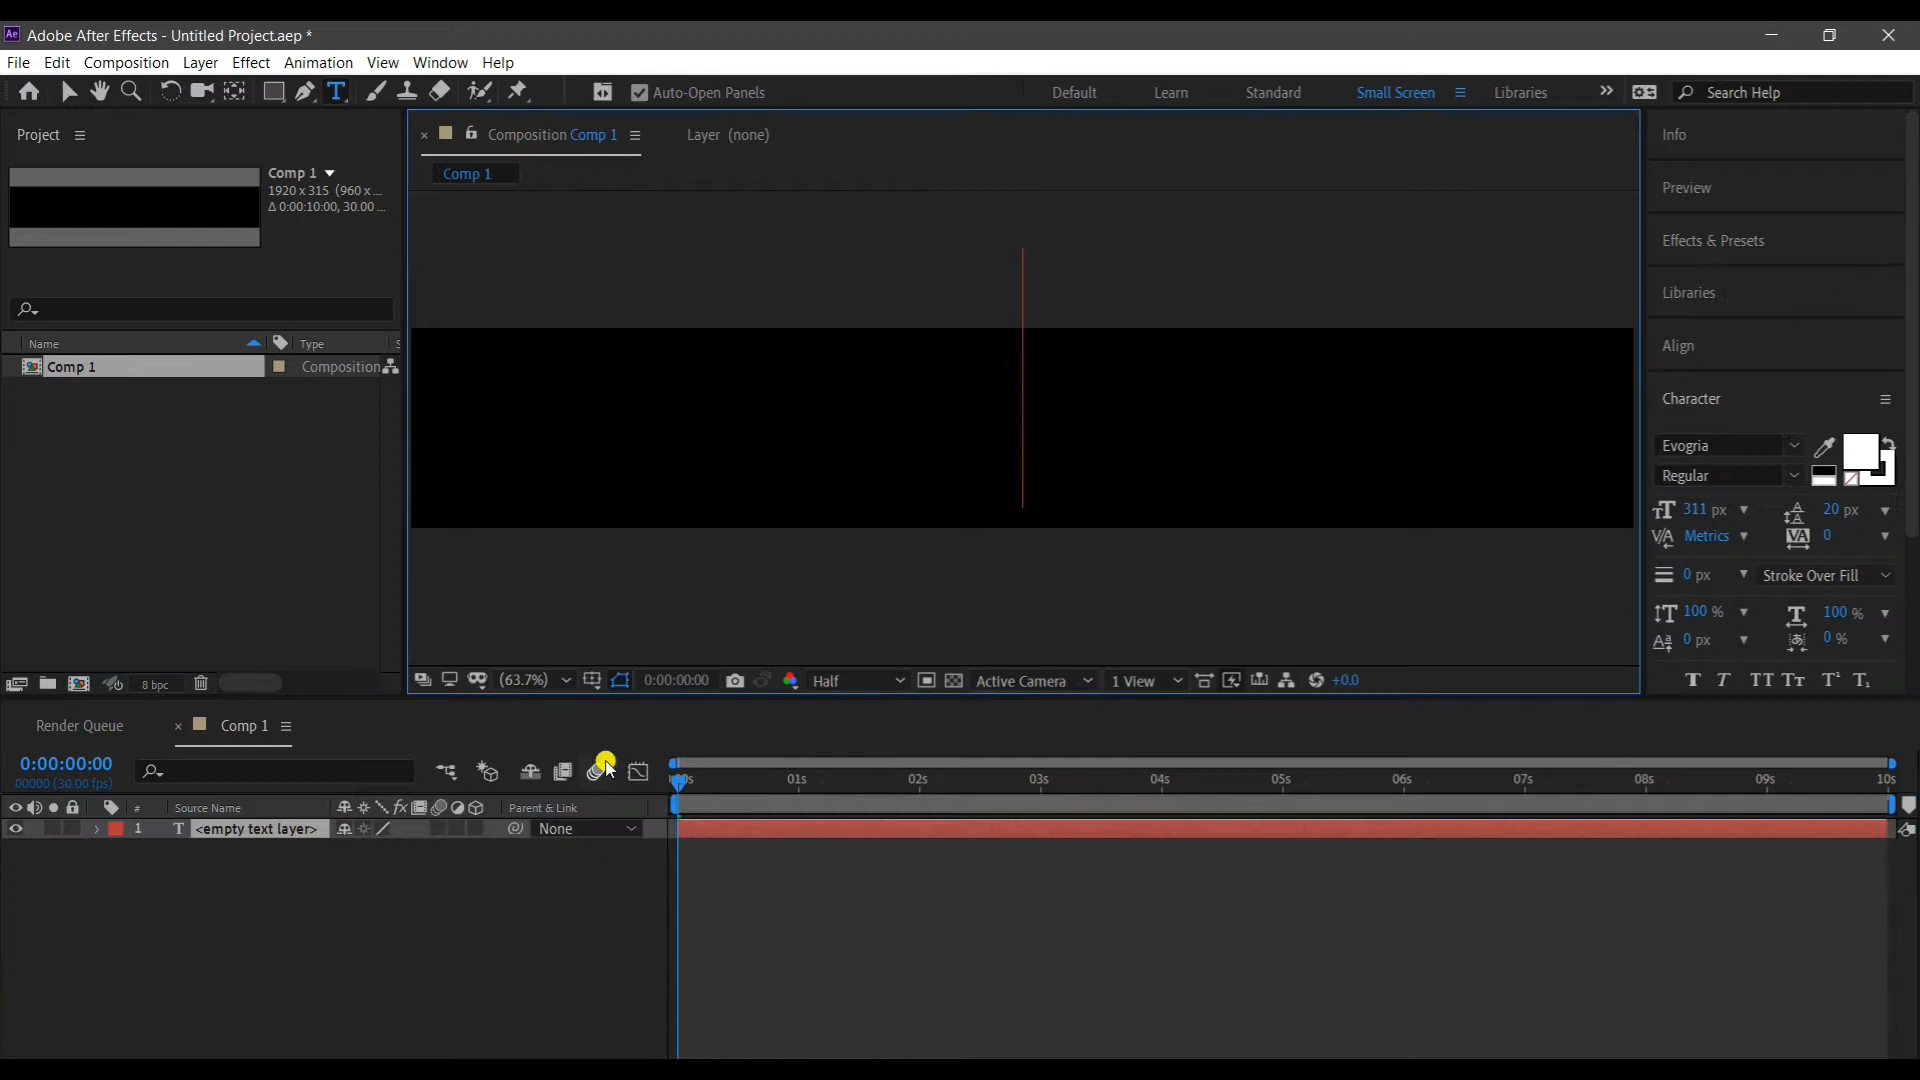 Ae Adobe After Effects - Untitled Project.aep *
File Edit Composition Layer Effect Animation View Window Help
T Auto-Open Panels Default Learn Standard Small Screen Libraries » Search Help
Project
Composition Comp 1 Layer (none)
Info
Comp 1
1920 x 315 (960 x ...
Δ 0:00:10:00, 30.00 ...
Comp 1
Preview
Effects & Presets
Libraries
Name Type S
Comp 1 Composition
Align
Character
Evogria
Regular
311 px 20 px
Metrics 0
0 px Stroke Over Fill
100 % 100 %
0 px 0 %
T T TT Tt T¹ T₁
8 bpc
(63.7%) 0:00:00:00 Half Active Camera 1 View +0.0
Render Queue Comp 1
0:00:00:00
00000 (30.00 fps)
01s 02s 03s 04s 05s 06s 07s 08s 09s 10s
# Source Name fx Parent & Link
1 T <empty text layer> None